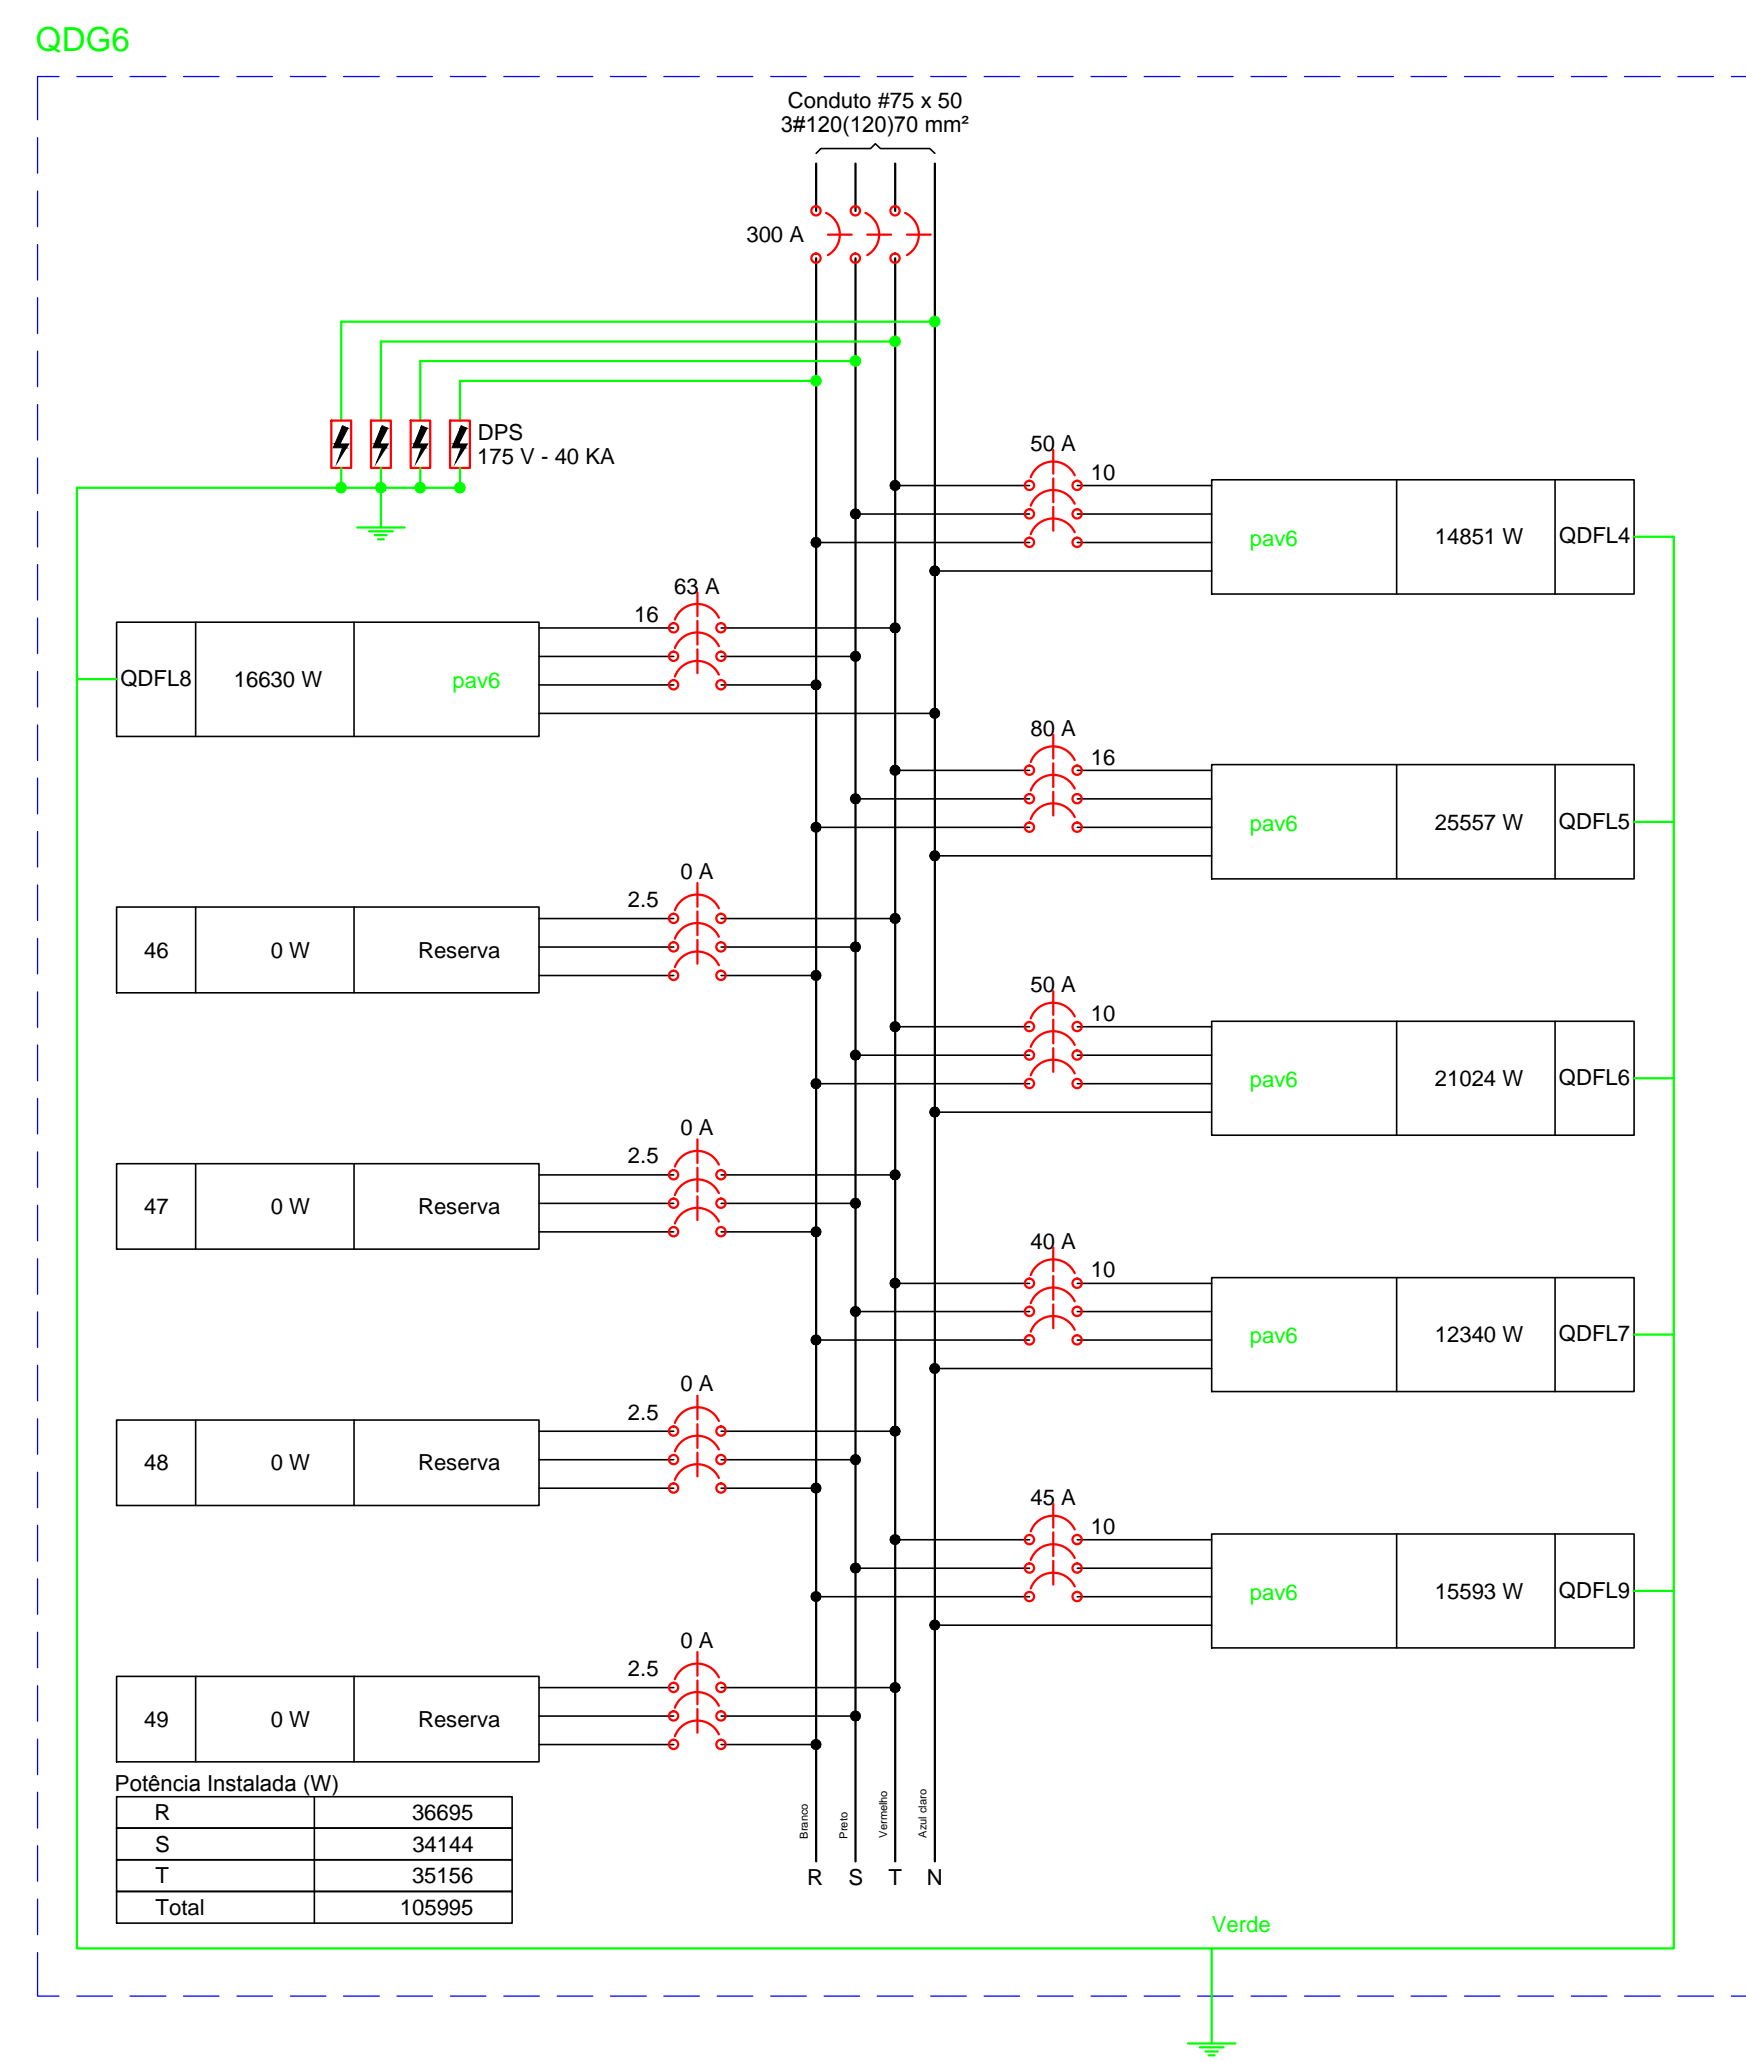 QDG6
Conduto #75 x 50
3#120(120)70 mm²
300 A
DPS
175 V - 40 KA
50 A
10
pav6 14851 W QDFL4
63 A
16
QDFL8 16630 W pav6
80 A
16
pav6 25557 W QDFL5
0 A
2.5
46 0 W Reserva
50 A
10
pav6 21024 W QDFL6
0 A
2.5
47 0 W Reserva
40 A
10
pav6 12340 W QDFL7
0 A
2.5
48 0 W Reserva
45 A
10
pav6 15593 W QDFL9
0 A
2.5
49 0 W Reserva
Potência Instalada (W)
R 36695
S 34144
T 35156
Total 105995
Branco
Preto
Vermelho
Azul claro
R S T N
Verde